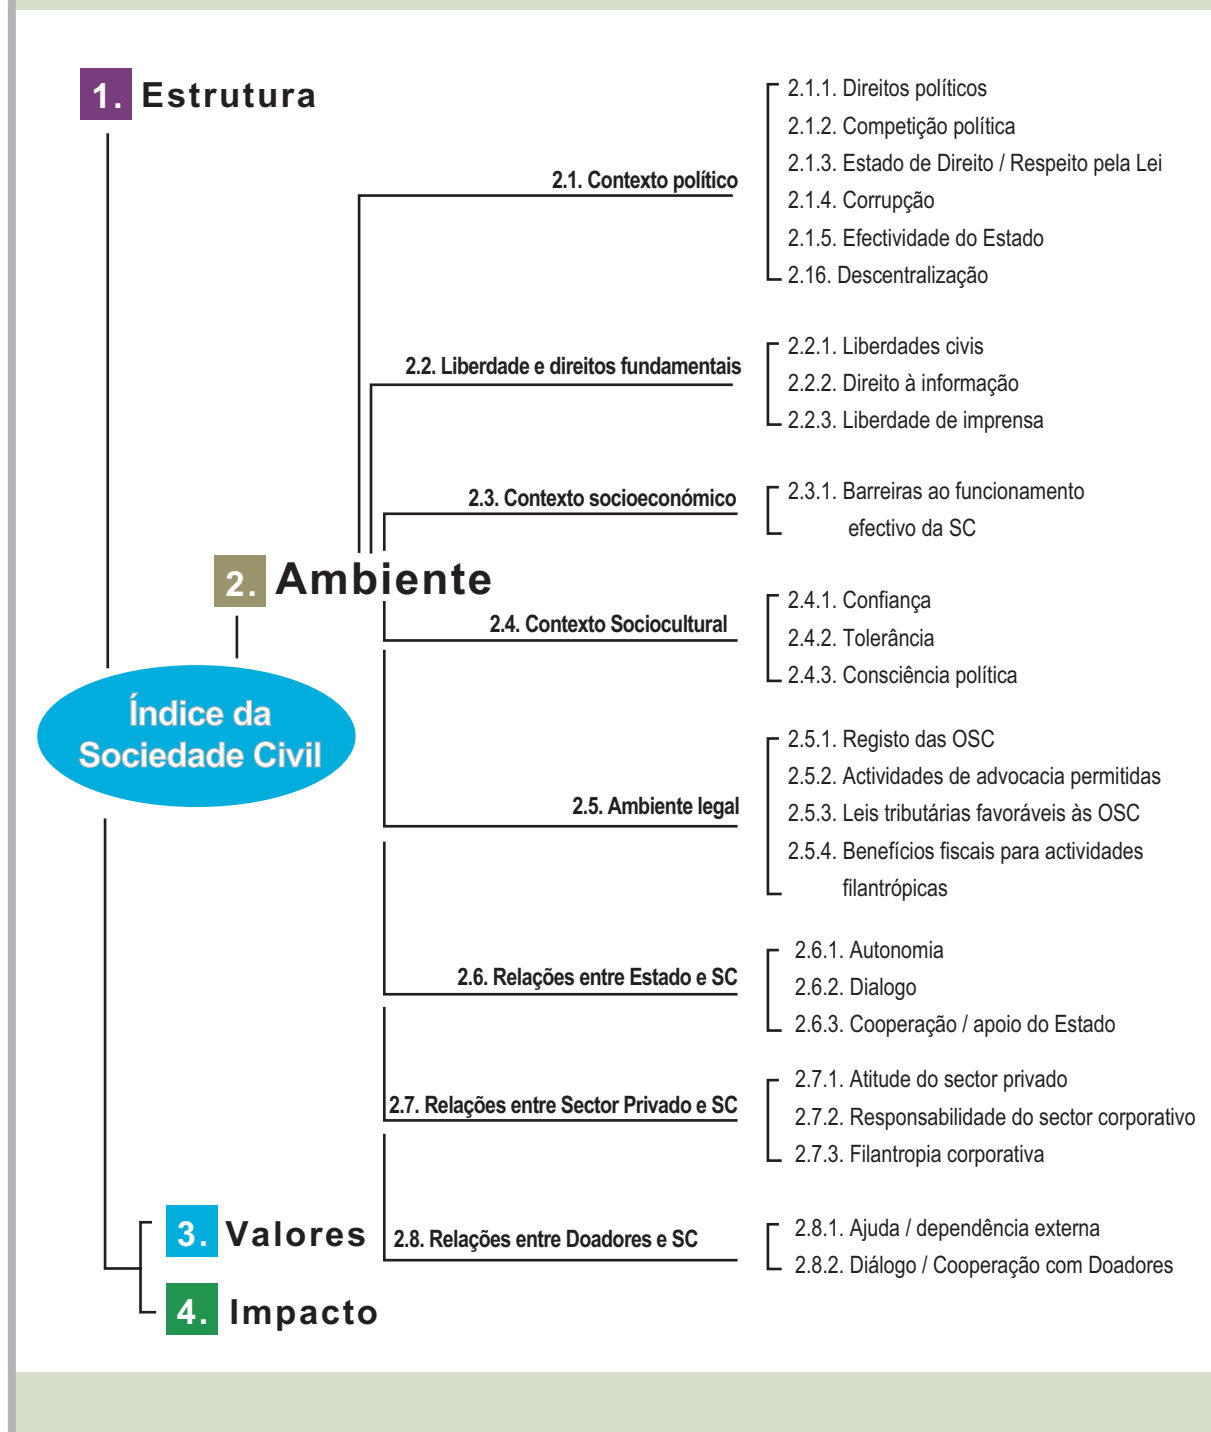 1. Estrutura
2.1. Contexto político
2.1.1. Direitos políticos
2.1.2. Competição política
2.1.3. Estado de Direito / Respeito pela Lei
2.1.4. Corrupção
2.1.5. Efectividade do Estado
2.16. Descentralização
2.2. Liberdade e direitos fundamentais
2.2.1. Liberdades civis
2.2.2. Direito à informação
2.2.3. Liberdade de imprensa
2.3. Contexto socioeconómico
2.3.1. Barreiras ao funcionamento
efectivo da SC
2. Ambiente
2.4. Contexto Sociocultural
2.4.1. Confiança
2.4.2. Tolerância
2.4.3. Consciência política
Índice da
Sociedade Civil
2.5. Ambiente legal
2.5.1. Registo das OSC
2.5.2. Actividades de advocacia permitidas
2.5.3. Leis tributárias favoráveis às OSC
2.5.4. Benefícios fiscais para actividades
filantrópicas
2.6. Relações entre Estado e SC
2.6.1. Autonomia
2.6.2. Dialogo
2.6.3. Cooperação / apoio do Estado
2.7. Relações entre Sector Privado e SC
2.7.1. Atitude do sector privado
2.7.2. Responsabilidade do sector corporativo
2.7.3. Filantropia corporativa
3. Valores
2.8. Relações entre Doadores e SC
2.8.1. Ajuda / dependência externa
2.8.2. Diálogo / Cooperação com Doadores
4. Impacto